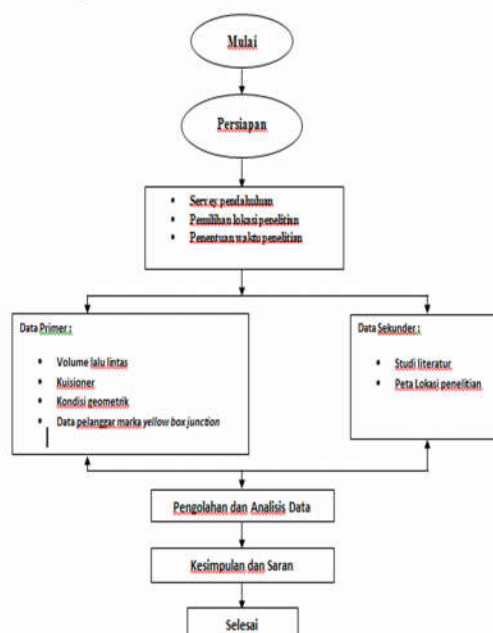 Mulai
Persiapan
• Servey pendahuluan
• Pemilihan lokasi penelitian
• Penentuan waktu penelitian
Data Primer :
• Volume lalu lintas
• Kuisioner
• Kondisi geometrik
• Data pelanggar marka yellow box junction
Data Sekunder :
• Studi literatur
• Peta Lokasi penelitian
Pengolahan dan Analisis Data
Kesimpulan dan Saran
Selesai